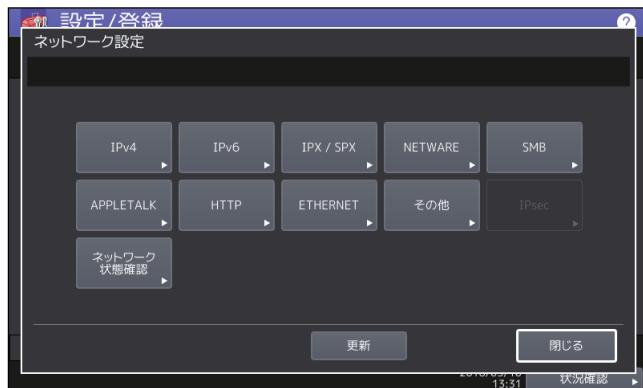 設定/登録
?
ネットワーク設定
IPv4
IPv6
IPX / SPX
NETWARE
SMB
APPLETALK
HTTP
ETHERNET
その他
IPsec
ネットワーク
状態確認
更新
閉じる
13:31
状況確認